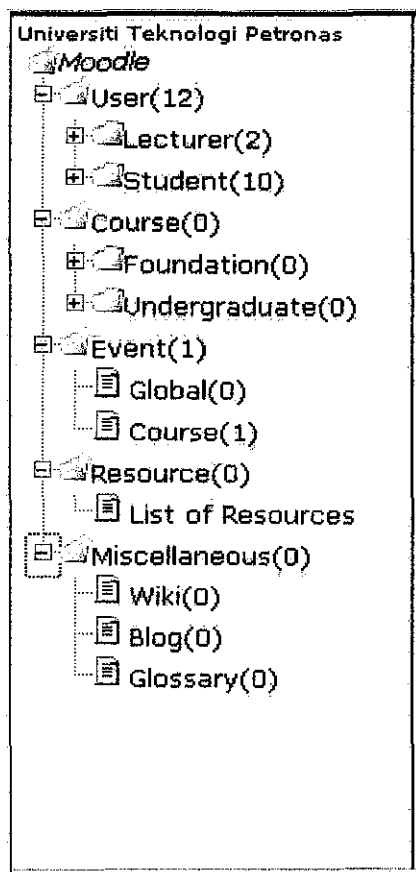 Universiti Teknologi Petronas
Moodle
User(12)
Lecturer(2)
Student(10)
Course(0)
Foundation(0)
Undergraduate(0)
Event(1)
Global(0)
Course(1)
Resource(0)
List of Resources
Miscellaneous(0)
Wiki(0)
Blog(0)
Glossary(0)